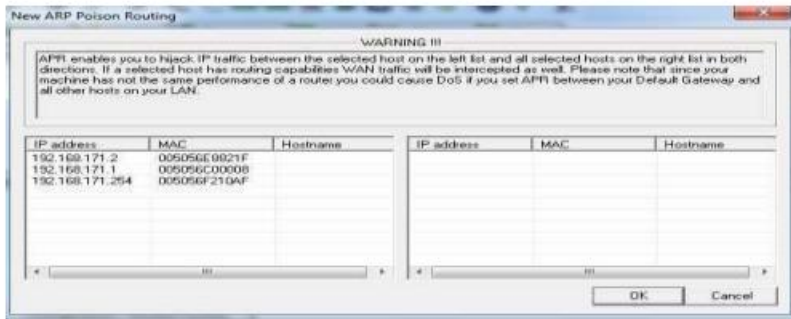 New ARP Poison Routing
WARNING !!!
APR enables you to hijack IP traffic between the selected host on the left list and all selected hosts on the right list in both
directions. If a selected host has routing capabilities WAN traffic will be intercepted as well. Please note that since your
machine has not the same performance of a router you could cause DoS if you set APR between your Default Gateway and
all other hosts on your LAN.
IP address MAC Hostname IP address MAC Hostname
192.168.171.2
192.168.171.1 005056C00008
192.168.171.254 005056F210AF
OK Cancel